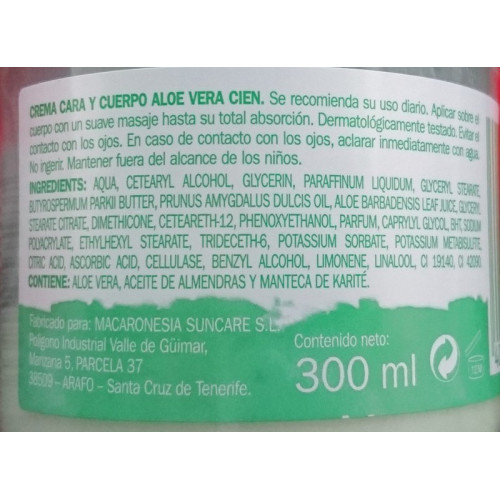 CREMA CARA Y CUERPO ALOE VERA CIEN. Se recomienda su uso diario. Aplicar sobre el
cuerpo con un suave masaje hasta su total absorción. Dermatológicamente testado. Evitar el
contacto con los ojos. En caso de contacto con los ojos, aclarar inmediatamente con agua.
No ingerir. Mantener fuera del alcance de los niños.
INGREDIENTS: AQUA, CETEARYL ALCOHOL, GLYCERIN, PARAFFINUM LIQUIDUM, GLYCERYL STEARATE,
BUTYROSPERMUM PARKII BUTTER, PRUNUS AMYGDALUS DULCIS OIL, ALOE BARBADENSIS LEAF JUICE, GLYCERYL
STEARATE CITRATE, DIMETHICONE, CETEARETH-12, PHENOXYETHANOL, PARFUM, CAPRYLYL GLYCOL, BHT, SODIUM
POLYACRYLATE, ETHYLHEXYL STEARATE, TRIDECETH-6, POTASSIUM SORBATE, POTASSIUM METABISULFITE,
CITRIC ACID, ASCORBIC ACID, CELLULASE, BENZYL ALCOHOL, LIMONENE, LINALOOL, CI 19140, CI 42090.
CONTIENE: ALOE VERA, ACEITE DE ALMENDRAS Y MANTECA DE KARITÉ.
Fabricado para: MACARONESIA SUNCARE S.L.
Polígono Industrial Valle de Güimar,
Manzana 5, PARCELA 37
38509 – ARAFO – Santa Cruz de Tenerife.
Contenido neto:
300 ml ℮
12 M